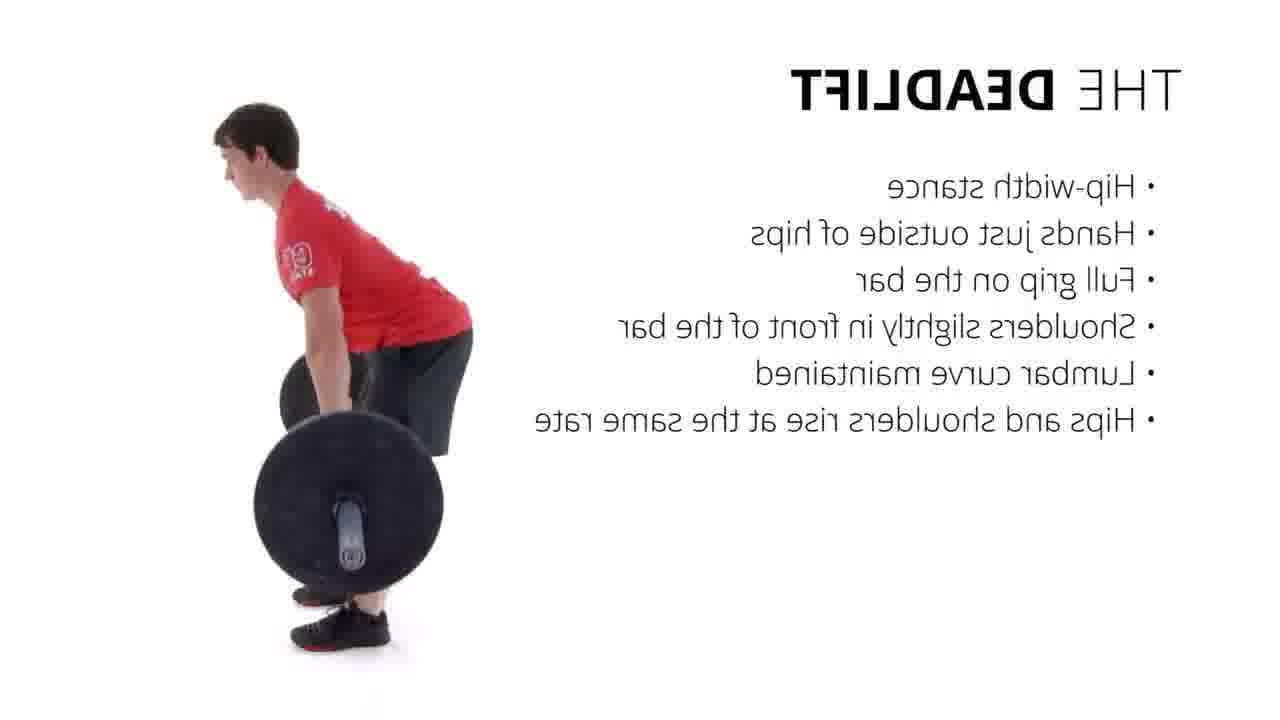 THE DEADLIFT
• Hip-width stance
• Hands just outside of hips
• Full grip on the bar
• Shoulders slightly in front of the bar
• Lumbar curve maintained
• Hips and shoulders rise at the same rate